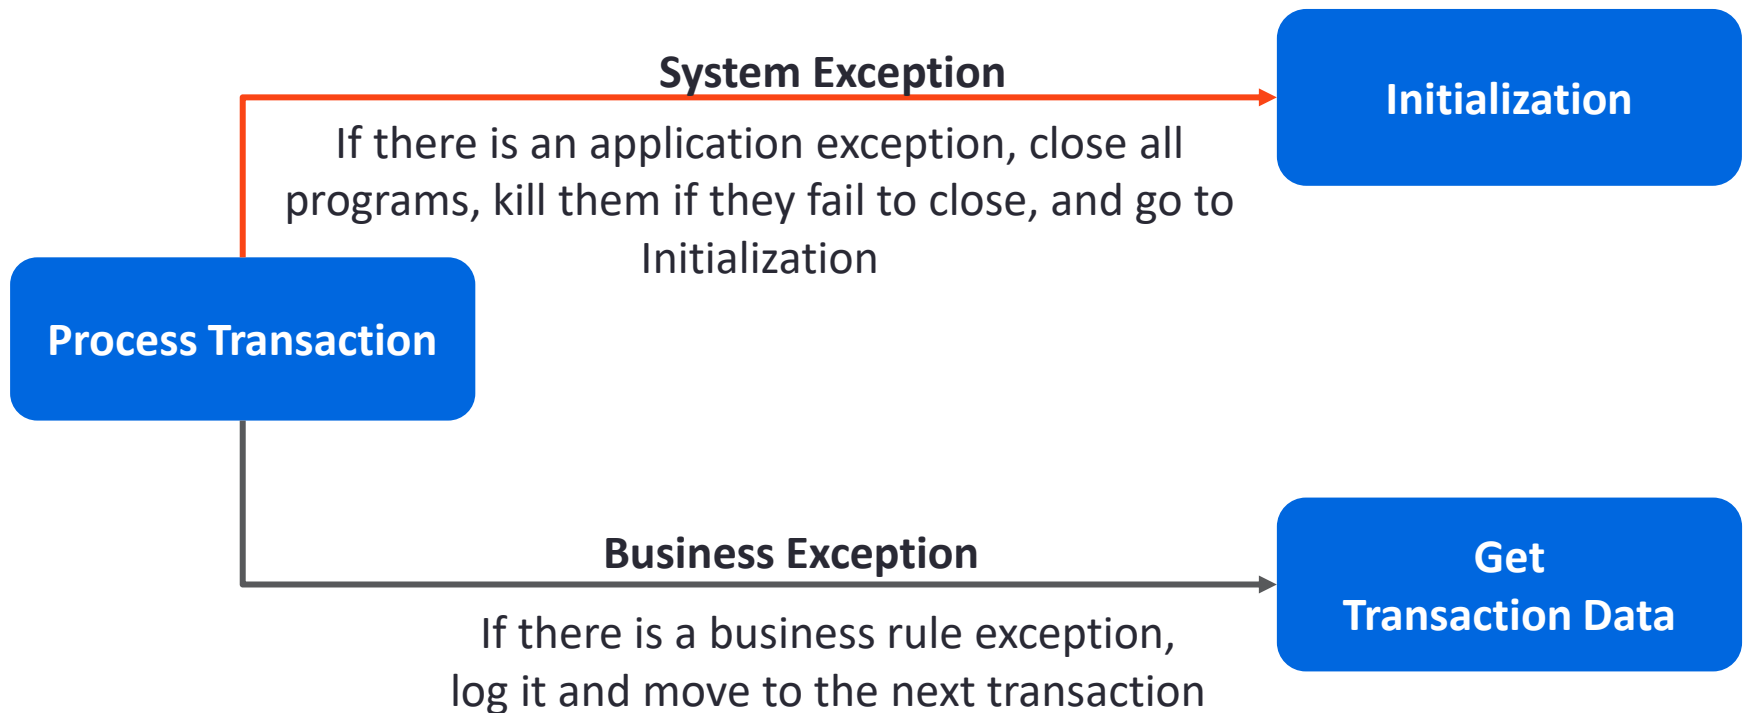 System Exception
Initialization
If there is an application exception, close all
programs, kill them if they fail to close, and go to
Initialization
Process Transaction
Business Exception
Get
Transaction Data
If there is a business rule exception,
log it and move to the next transaction